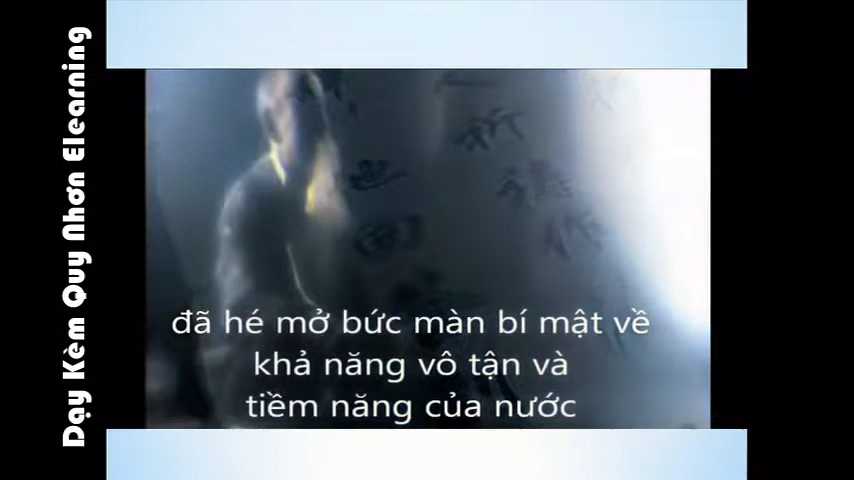 Dạy Kèm Quy Nhơn Elearning
đã hé mở bức màn bí mật về
khả năng vô tận và
tiềm năng của nước